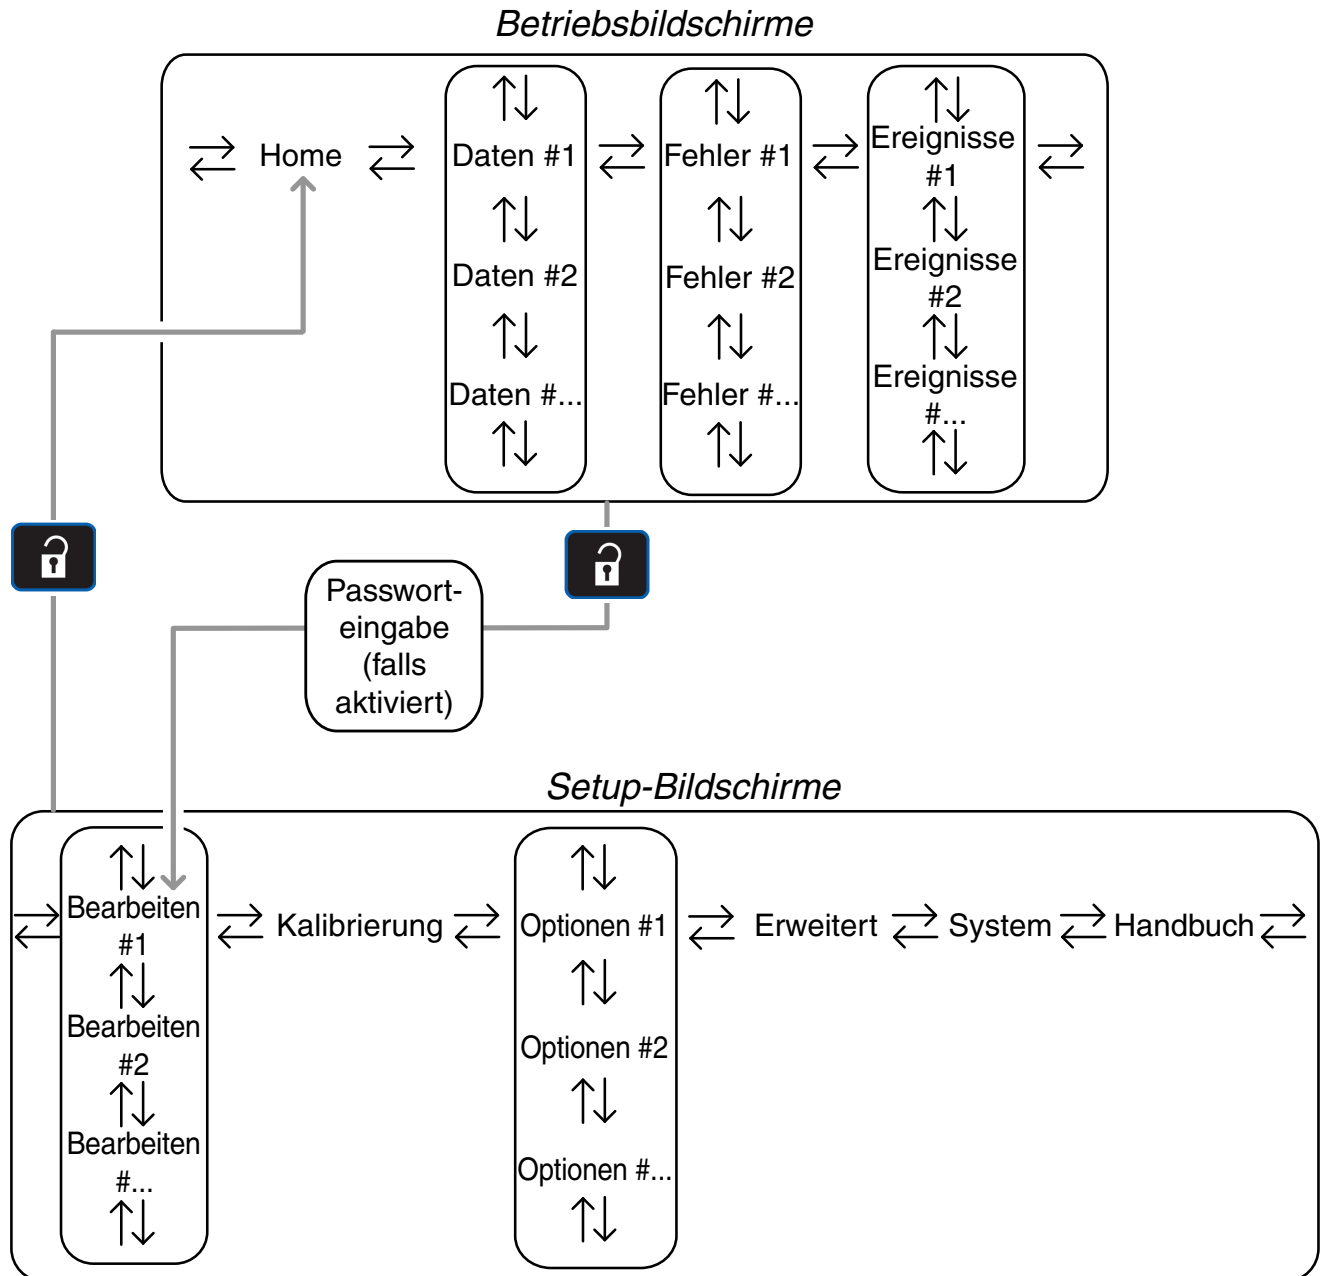 Betriebsbildschirme
Home
Daten #1
Fehler #1
Ereignisse
#1
Daten #2
Fehler #2
Ereignisse
#2
Daten #...
Fehler #...
Ereignisse
#...
Passwort-
eingabe
(falls
aktiviert)
Setup-Bildschirme
Bearbeiten
#1
Kalibrierung
Optionen #1
Erweitert
System
Handbuch
Bearbeiten
#2
Optionen #2
Bearbeiten
#...
Optionen #...